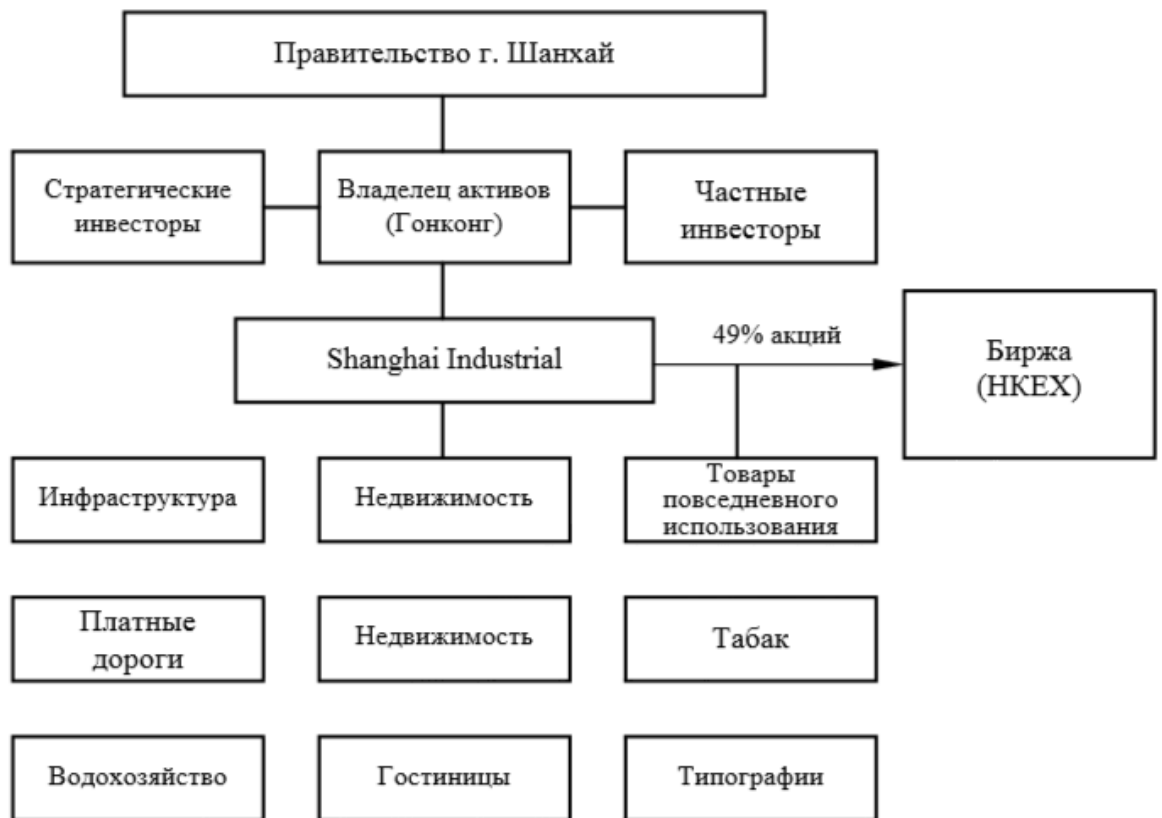 Правительство г. Шанхай
Стратегические
инвесторы
Владелец активов
(Гонконг)
Частные
инвесторы
Shanghai Industrial
49% акций
Биржа
(HKEX)
Инфраструктура
Недвижимость
Товары
повседневного
использования
Платные
дороги
Недвижимость
Табак
Водохозяйство
Гостиницы
Типографии